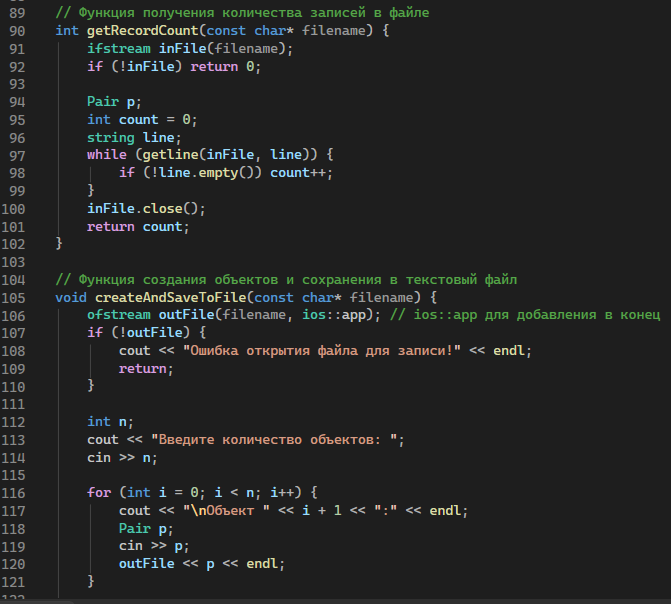 89 // Функция получения количества записей в файле
90 int getRecordCount(const char* filename) {
91     ifstream inFile(filename);
92     if (!inFile) return 0;
93
94     Pair p;
95     int count = 0;
96     string line;
97     while (getline(inFile, line)) {
98         if (!line.empty()) count++;
99     }
100     inFile.close();
101     return count;
102 }
103
104 // Функция создания объектов и сохранения в текстовый файл
105 void createAndSaveToFile(const char* filename) {
106     ofstream outFile(filename, ios::app); // ios::app для добавления в конец
107     if (!outFile) {
108         cout << "Ошибка открытия файла для записи!" << endl;
109         return;
110     }
111
112     int n;
113     cout << "Введите количество объектов: ";
114     cin >> n;
115
116     for (int i = 0; i < n; i++) {
117         cout << "\nОбъект " << i + 1 << ":" << endl;
118         Pair p;
119         cin >> p;
120         outFile << p << endl;
121     }